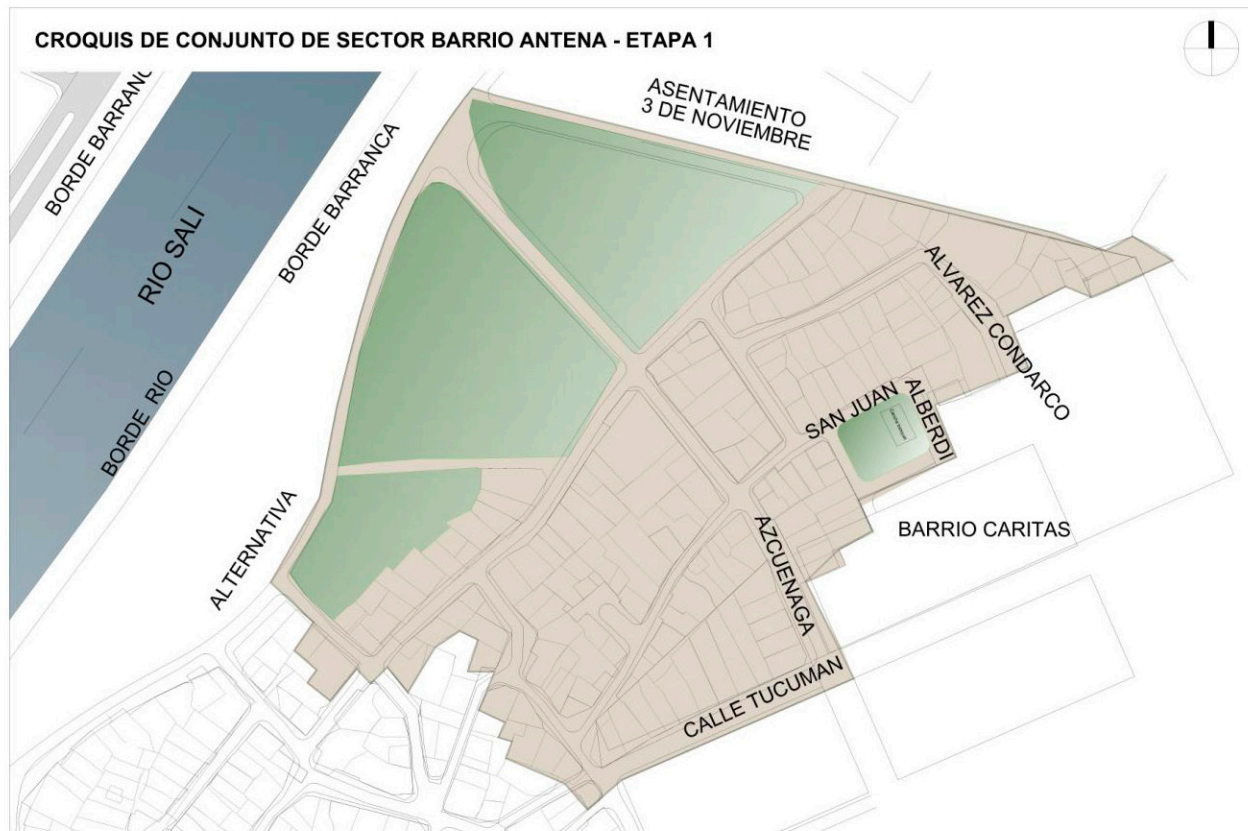 CROQUIS DE CONJUNTO DE SECTOR BARRIO ANTENA - ETAPA 1
BORDE BARRANC
ASENTAMIENTO
3 DE NOVIEMBRE
BORDE BARRANCA
RIO SALI
ALVAREZ CONDARCO
BORDE RIO
SAN JUAN
ALBERDI
ALTERNATIVA
AZCUENAGA
BARRIO CARITAS
CALLE TUCUMAN